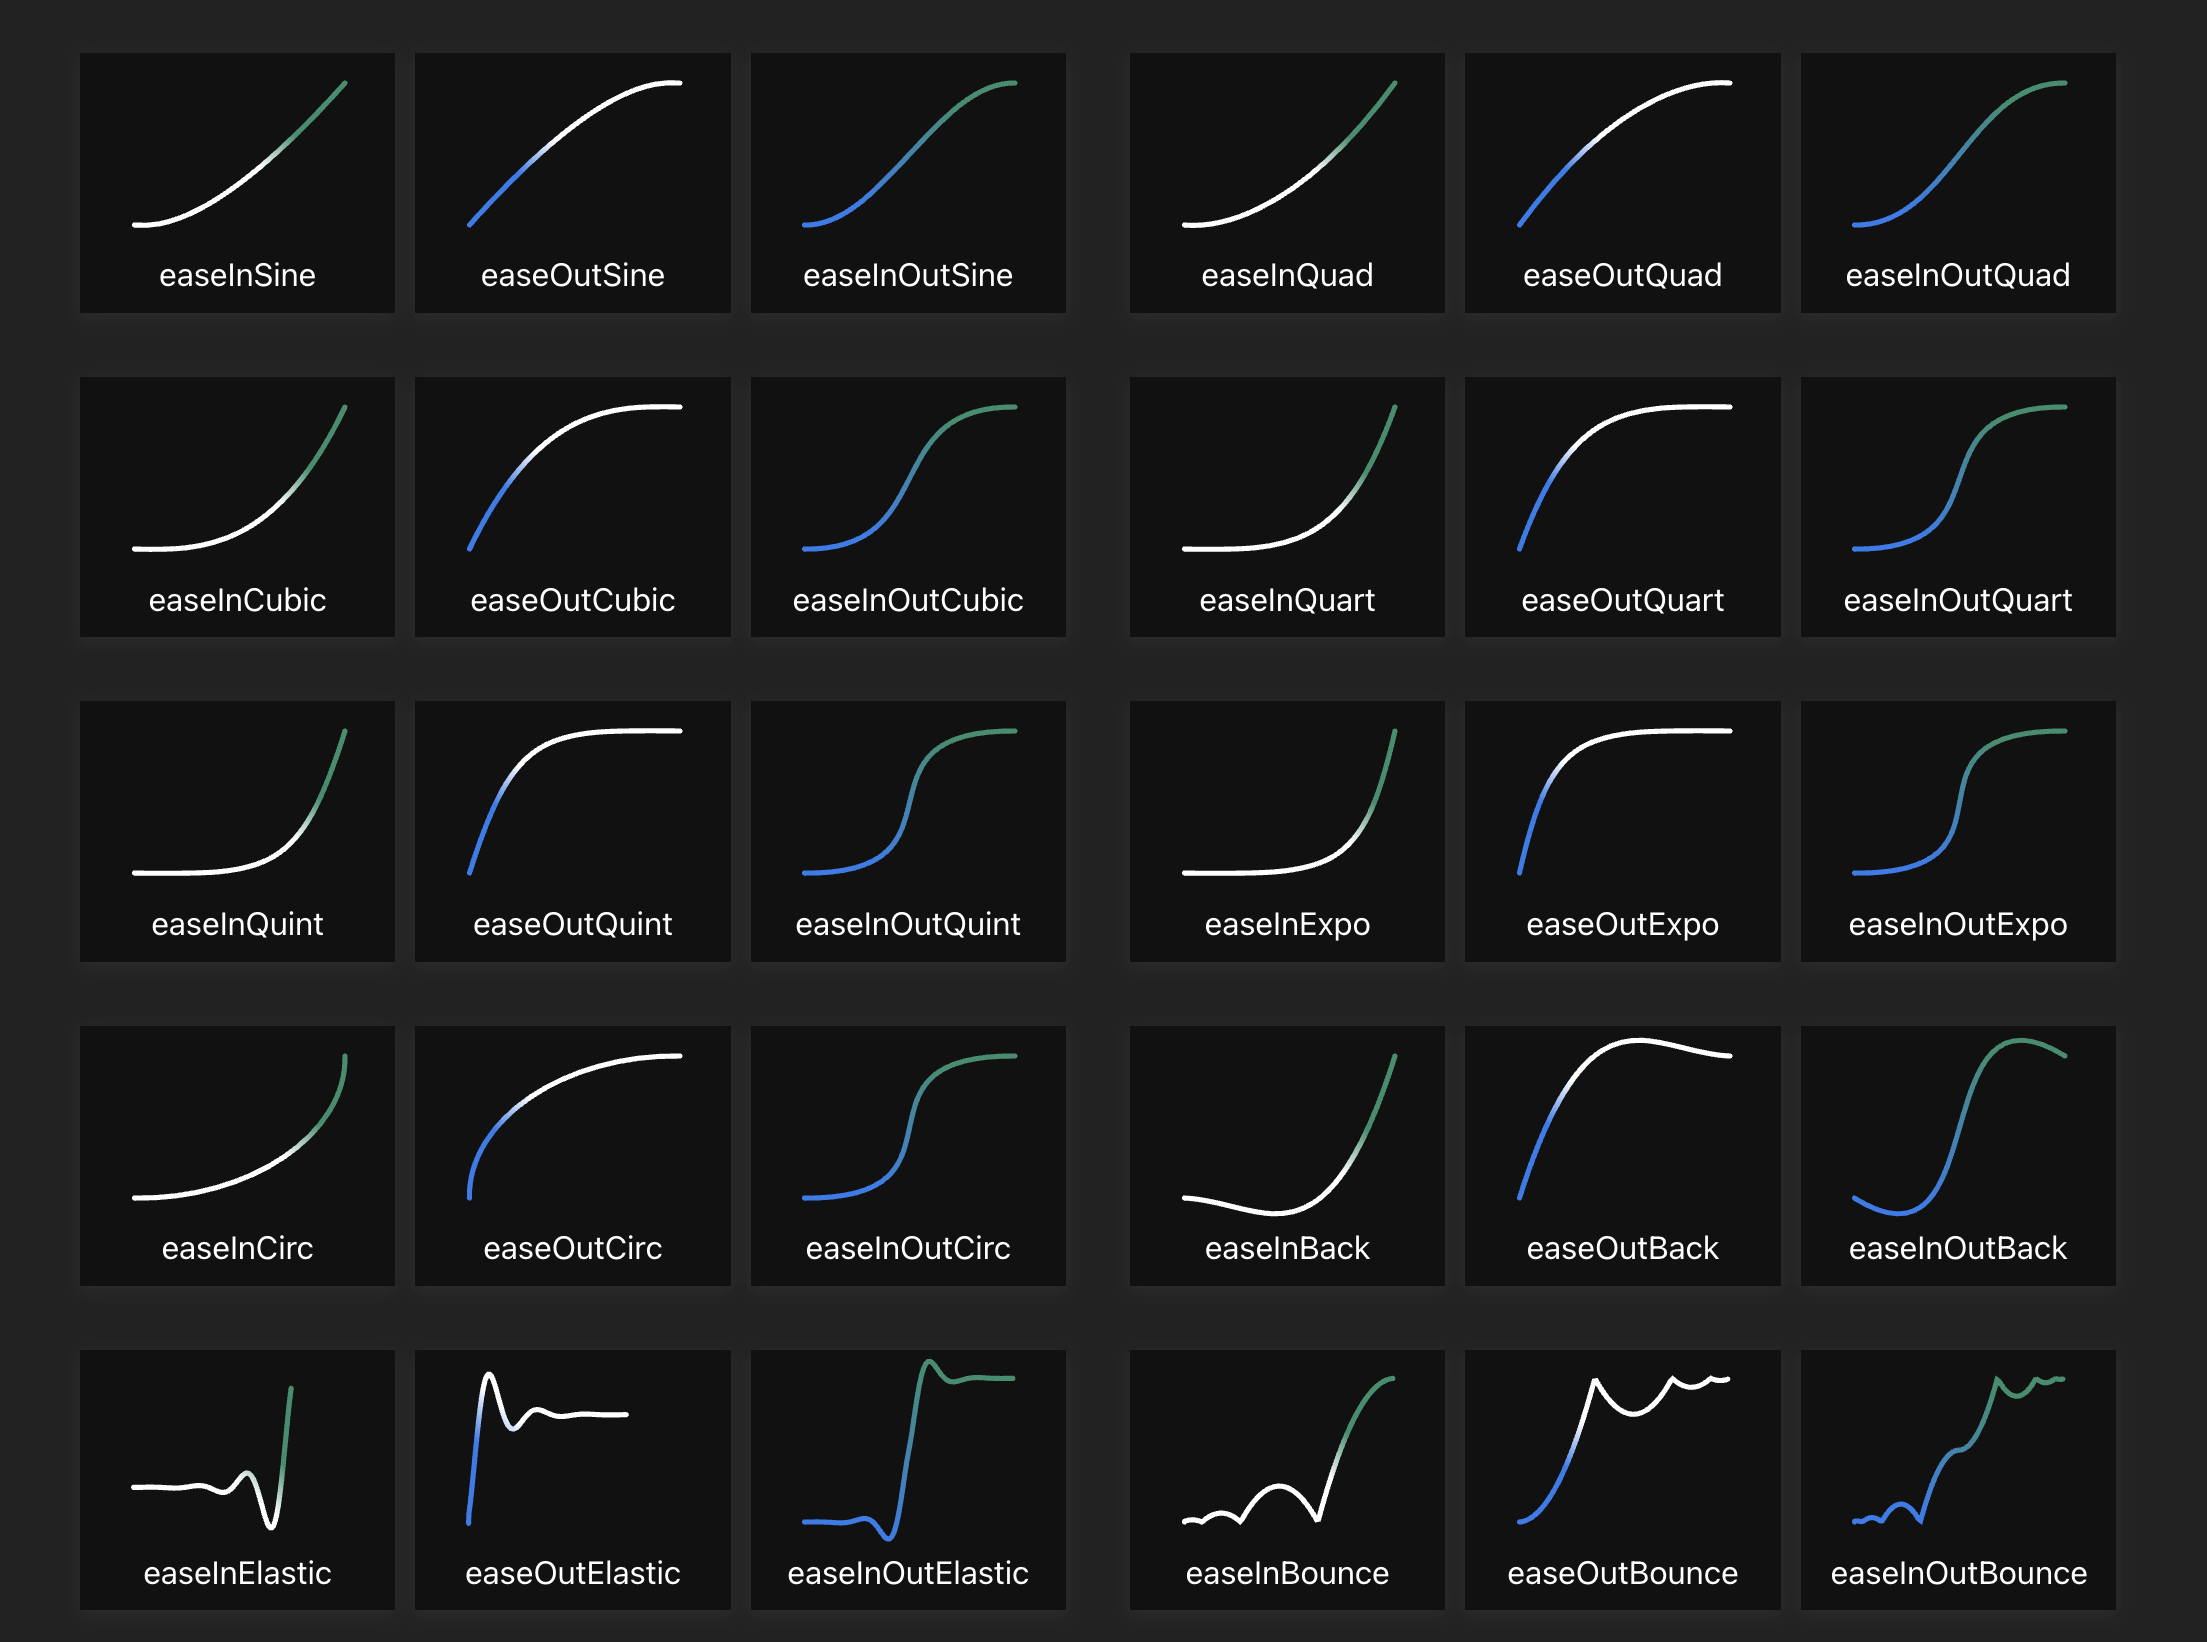 easeInSine
easeOutSine
easeInOutSine
easeInQuad
easeOutQuad
easeInOutQuad
easeInCubic
easeOutCubic
easeInOutCubic
easeInQuart
easeOutQuart
easeInOutQuart
easeInQuint
easeOutQuint
easeInOutQuint
easeInExpo
easeOutExpo
easeInOutExpo
easeInCirc
easeOutCirc
easeInOutCirc
easeInBack
easeOutBack
easeInOutBack
easeInElastic
easeOutElastic
easeInOutElastic
easeInBounce
easeOutBounce
easeInOutBounce